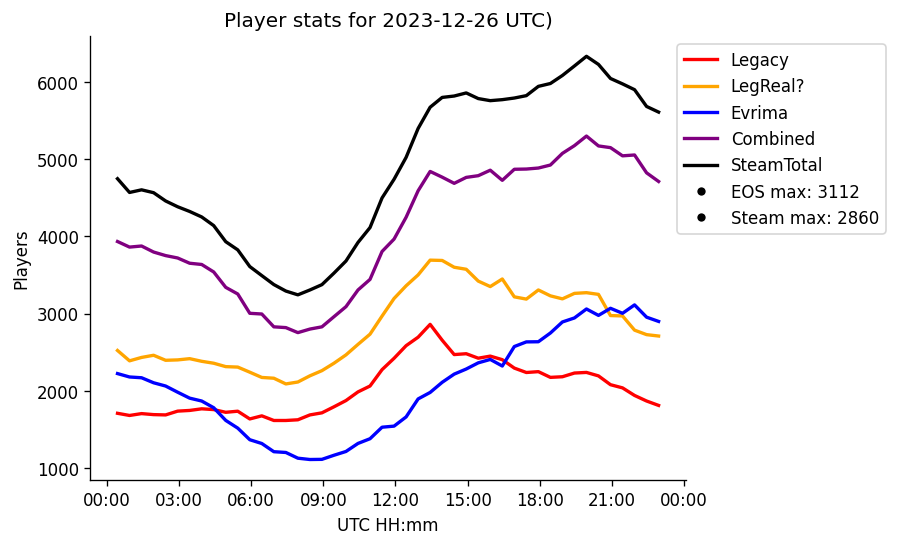 Player stats for 2023-12-26 UTC)
Legacy
LegReal?
Evrima
Combined
SteamTotal
EOS max: 3112
Steam max: 2860
Players
6000
5000
4000
3000
2000
1000
00:00 03:00 06:00 09:00 12:00 15:00 18:00 21:00 00:00
UTC HH:mm